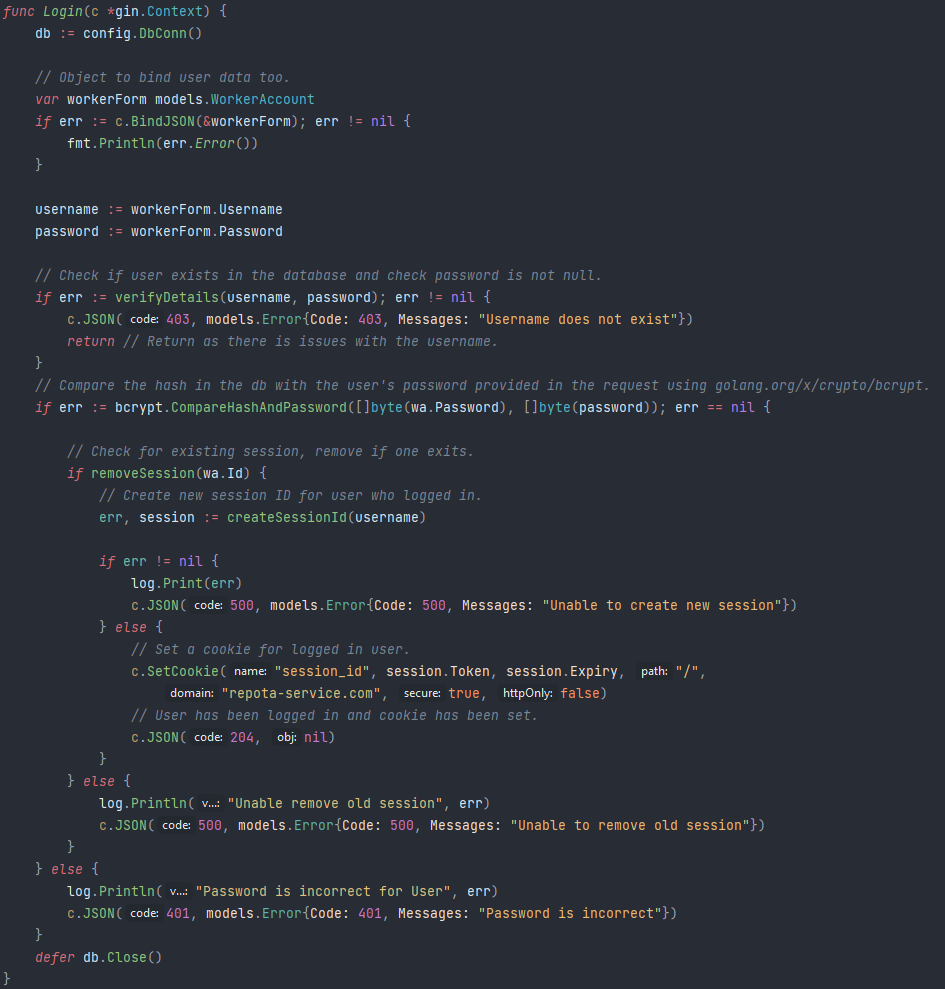 func Login(c *gin.Context) {
    db := config.DbConn()

    // Object to bind user data too.
    var workerForm models.WorkerAccount
    if err := c.BindJSON(&workerForm); err != nil {
        fmt.Println(err.Error())
    }

    username := workerForm.Username
    password := workerForm.Password

    // Check if user exists in the database and check password is not null.
    if err := verifyDetails(username, password); err != nil {
        c.JSON( code: 403, models.Error{Code: 403, Messages: "Username does not exist"})
        return // Return as there is issues with the username.
    }
    // Compare the hash in the db with the user's password provided in the request using golang.org/x/crypto/bcrypt.
    if err := bcrypt.CompareHashAndPassword([]byte(wa.Password), []byte(password)); err == nil {

        // Check for existing session, remove if one exits.
        if removeSession(wa.Id) {
            // Create new session ID for user who logged in.
            err, session := createSessionId(username)

            if err != nil {
                log.Print(err)
                c.JSON( code: 500, models.Error{Code: 500, Messages: "Unable to create new session"})
            } else {
                // Set a cookie for logged in user.
                c.SetCookie( name: "session_id", session.Token, session.Expiry, path: "/",
                    domain: "repota-service.com", secure: true, httpOnly: false)
                // User has been logged in and cookie has been set.
                c.JSON( code: 204, obj: nil)
            }
        } else {
            log.Println( v...: "Unable remove old session", err)
            c.JSON( code: 500, models.Error{Code: 500, Messages: "Unable to remove old session"})
        }
    } else {
        log.Println( v...: "Password is incorrect for User", err)
        c.JSON( code: 401, models.Error{Code: 401, Messages: "Password is incorrect"})
    }
    defer db.Close()
}